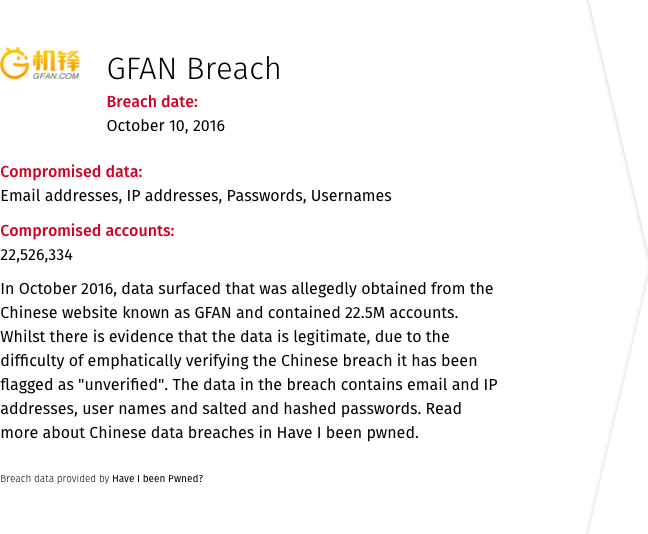 机锋
GFAN.COM
GFAN Breach
Breach date:
October 10, 2016
Compromised data:
Email addresses, IP addresses, Passwords, Usernames
Compromised accounts:
22,526,334
In October 2016, data surfaced that was allegedly obtained from the
Chinese website known as GFAN and contained 22.5M accounts.
Whilst there is evidence that the data is legitimate, due to the
difficulty of emphatically verifying the Chinese breach it has been
flagged as "unverified". The data in the breach contains email and IP
addresses, user names and salted and hashed passwords. Read
more about Chinese data breaches in Have I been pwned.
Breach data provided by Have I been Pwned?